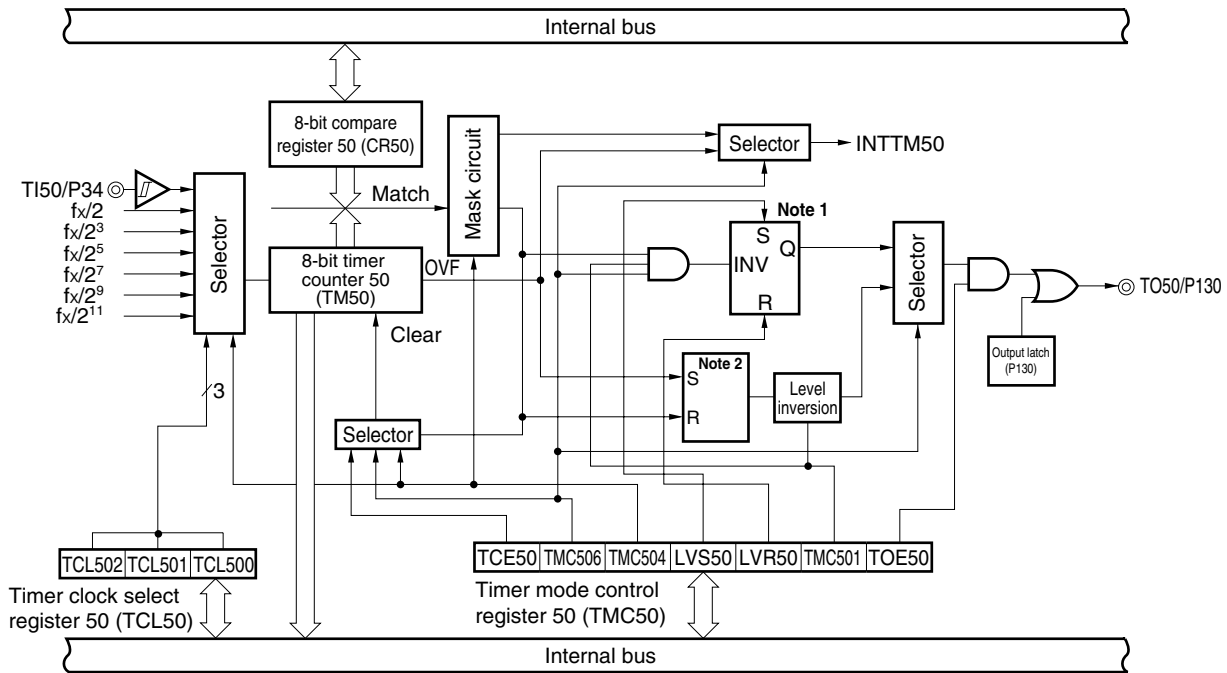 Internal bus
8-bit compare
register 50 (CR50)
Mask circuit
Selector
INTTM50
TI50/P34
fx/2
fx/2³
fx/2⁵
fx/2⁷
fx/2⁹
fx/2¹¹
Selector
Match
Note 1
S
INV
Q
R
8-bit timer
counter 50
(TM50)
OVF
Selector
TO50/P130
Clear
Output latch
(P130)
Note 2
S
R
Level
inversion
3
Selector
TCE50 TMC506 TMC504 LVS50 LVR50 TMC501 TOE50
TCL502 TCL501 TCL500
Timer clock select
register 50 (TCL50)
Timer mode control
register 50 (TMC50)
Internal bus